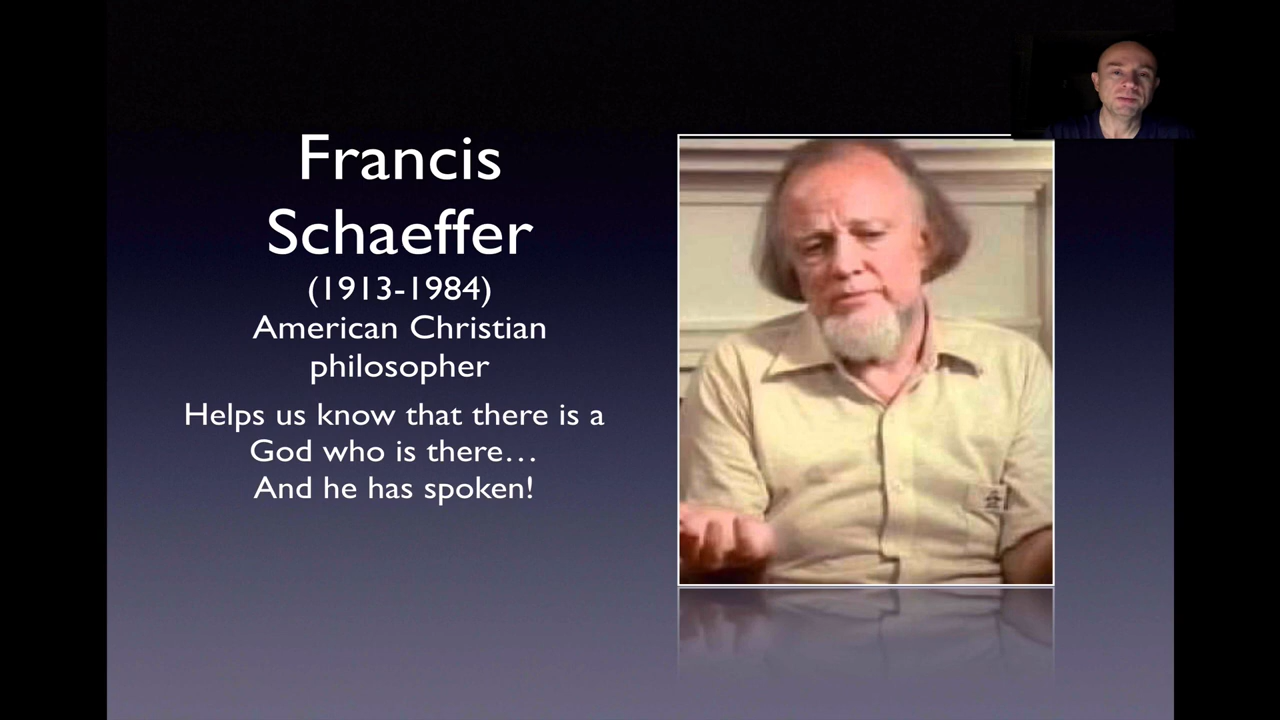 Francis
Schaeffer
(1913-1984)
American Christian
philosopher
Helps us know that there is a
God who is there...
And he has spoken!